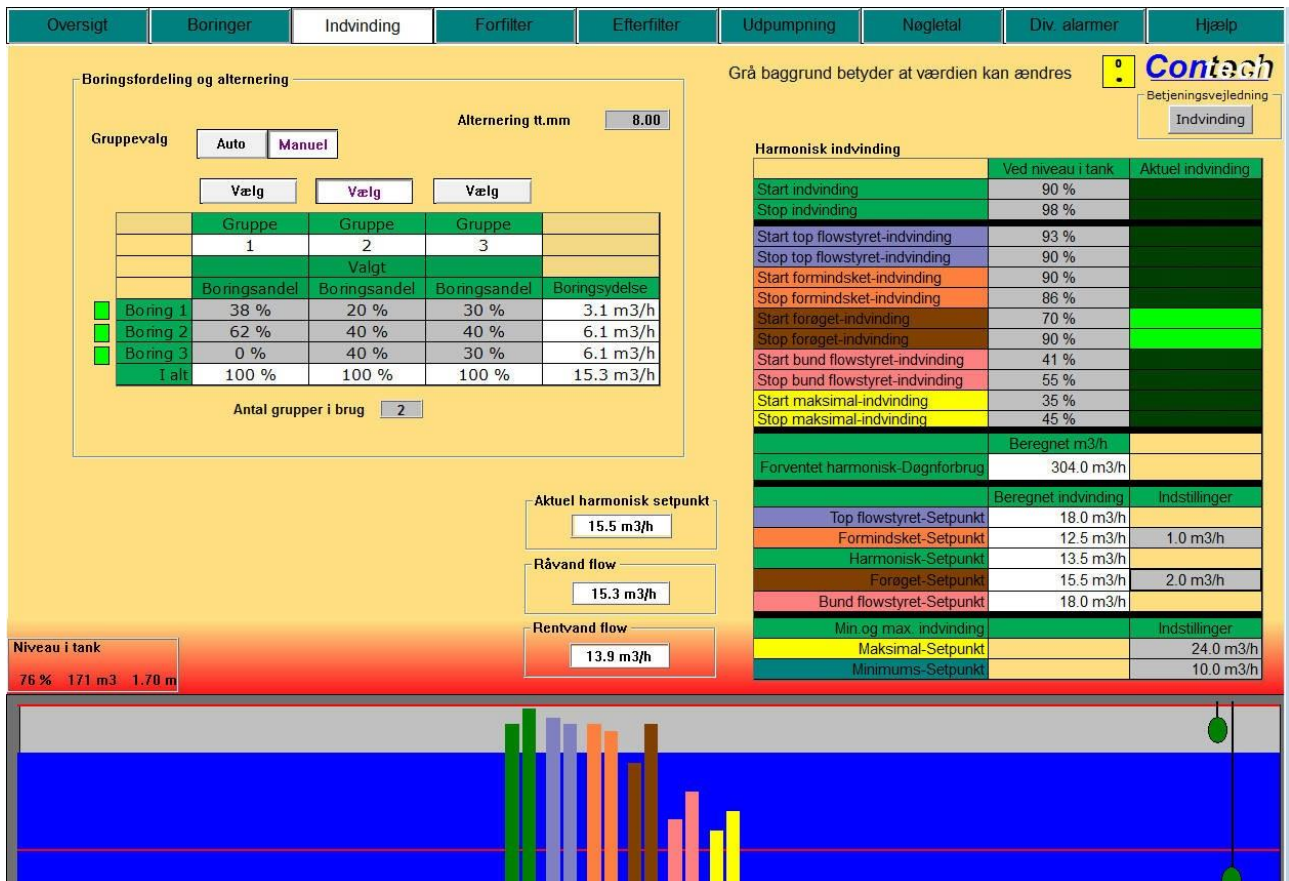 Oversigt Boringer Indvinding Forfilter Efterfilter Udpumpning Nøgletal Div. alarmer Hjælp
Grå baggrund betyder at værdien kan ændres
0
Contech
Betjeningsvejledning
Indvinding
Boringsfordeling og alternering
Alternering tt.mm 8.00
Gruppevalg Auto Manuel
Vælg Vælg Vælg
Gruppe Gruppe Gruppe
1 2 3
Valgt
Boringsandel Boringsandel Boringsandel Boringsydelse
Boring 1 38 % 20 % 30 % 3.1 m3/h
Boring 2 62 % 40 % 40 % 6.1 m3/h
Boring 3 0 % 40 % 30 % 6.1 m3/h
I alt 100 % 100 % 100 % 15.3 m3/h
Antal grupper i brug 2
Harmonisk indvinding
Ved niveau i tank Aktuel indvinding
Start indvinding 90 %
Stop indvinding 98 %
Start top flowstyret-indvinding 93 %
Stop top flowstyret-indvinding 90 %
Start formindsket-indvinding 90 %
Stop formindsket-indvinding 86 %
Start forøget-indvinding 70 %
Stop forøget-indvinding 90 %
Start bund flowstyret-indvinding 41 %
Stop bund flowstyret-indvinding 55 %
Start maksimal-indvinding 35 %
Stop maksimal-indvinding 45 %
Beregnet m3/h
Forventet harmonisk-Døgnforbrug 304.0 m3/h
Beregnet indvinding Indstillinger
Top flowstyret-Setpunkt 18.0 m3/h
Formindsket-Setpunkt 12.5 m3/h 1.0 m3/h
Harmonisk-Setpunkt 13.5 m3/h
Forøget-Setpunkt 15.5 m3/h 2.0 m3/h
Bund flowstyret-Setpunkt 18.0 m3/h
Min.og max. indvinding Indstillinger
Maksimal-Setpunkt 24.0 m3/h
Minimums-Setpunkt 10.0 m3/h
Aktuel harmonisk setpunkt
15.5 m3/h
Råvand flow
15.3 m3/h
Rentvand flow
13.9 m3/h
Niveau i tank
76 % 171 m3 1.70 m